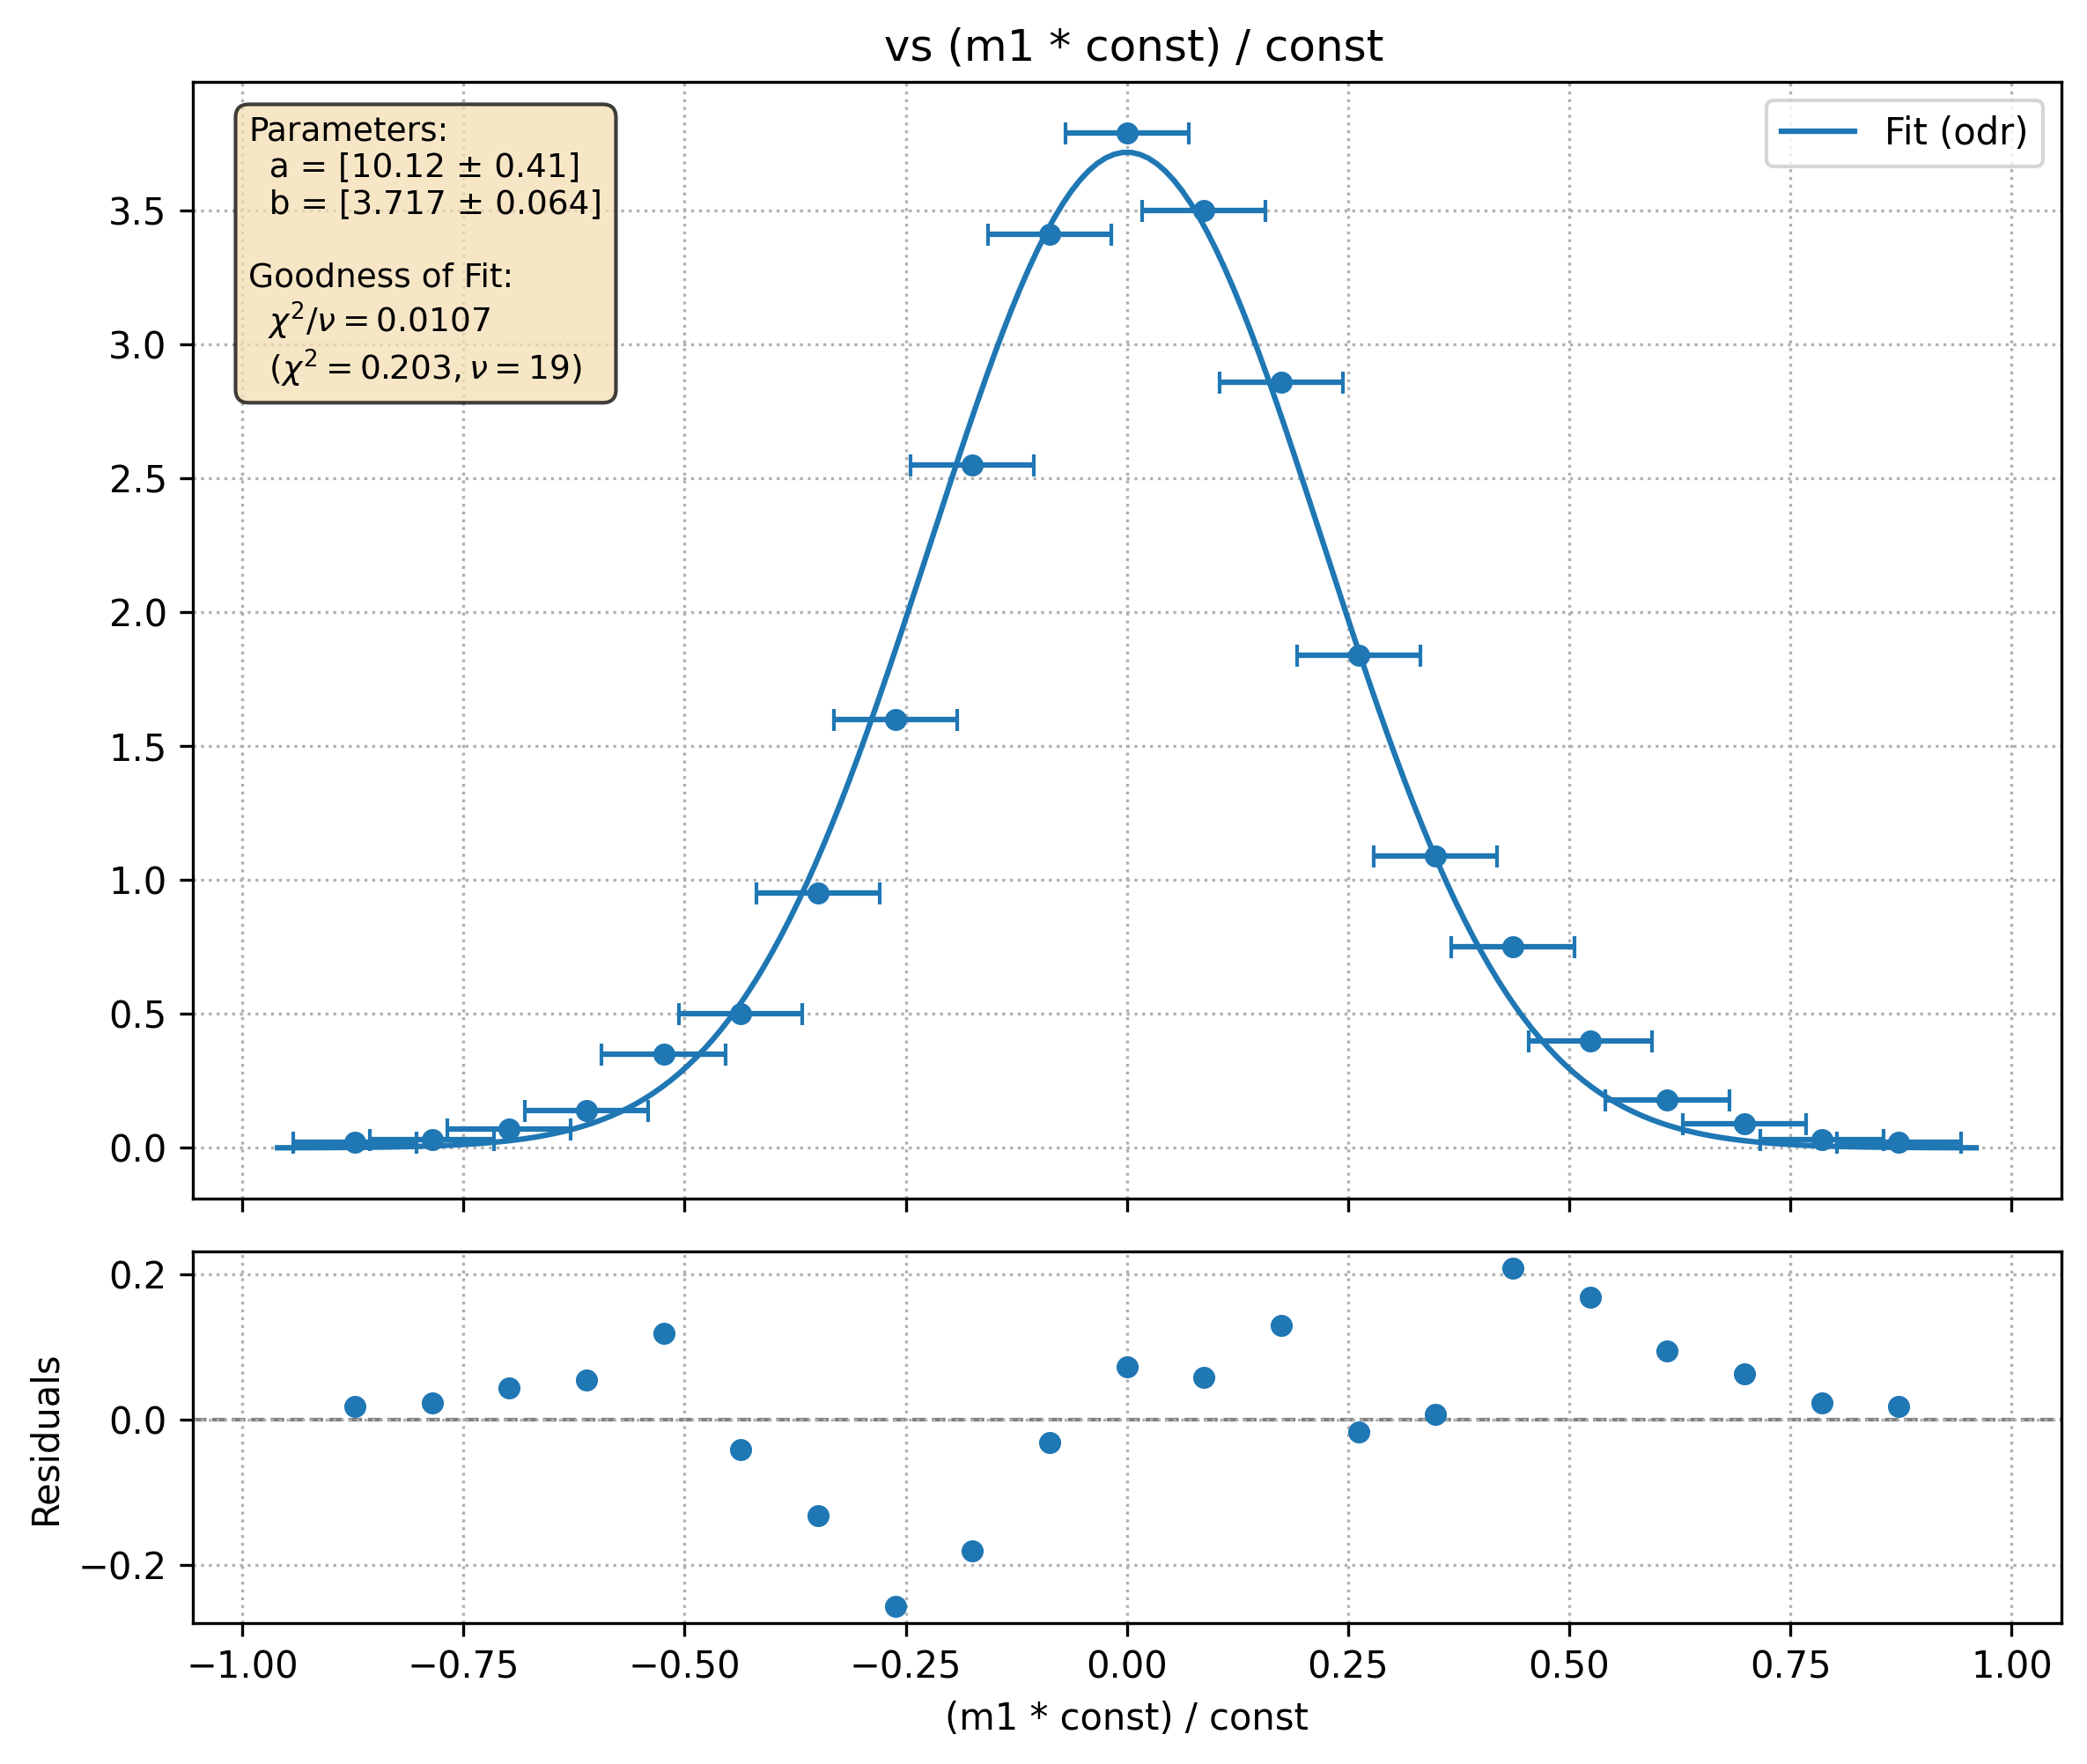 vs (m1 * const) / const
Parameters:
a = [10.12 ± 0.41]
b = [3.717 ± 0.064]
Goodness of Fit:
χ²/ν = 0.0107
(χ² = 0.203, ν = 19)
Fit (odr)
3.5
3.0
2.5
2.0
1.5
1.0
0.5
0.0
Residuals
0.2
0.0
−0.2
−1.00 −0.75 −0.50 −0.25 0.00 0.25 0.50 0.75 1.00
(m1 * const) / const